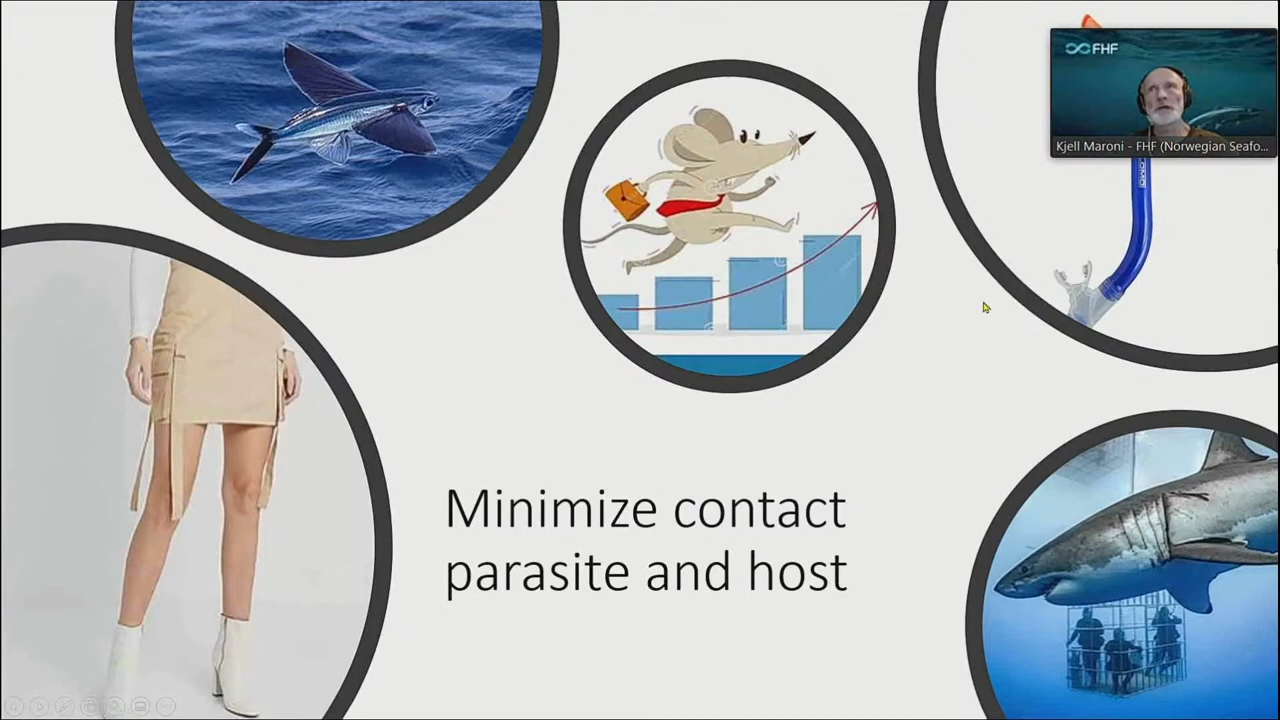 FHF
Kjell Maroni - FHF (Norwegian Seafo...
Minimize contact
parasite and host